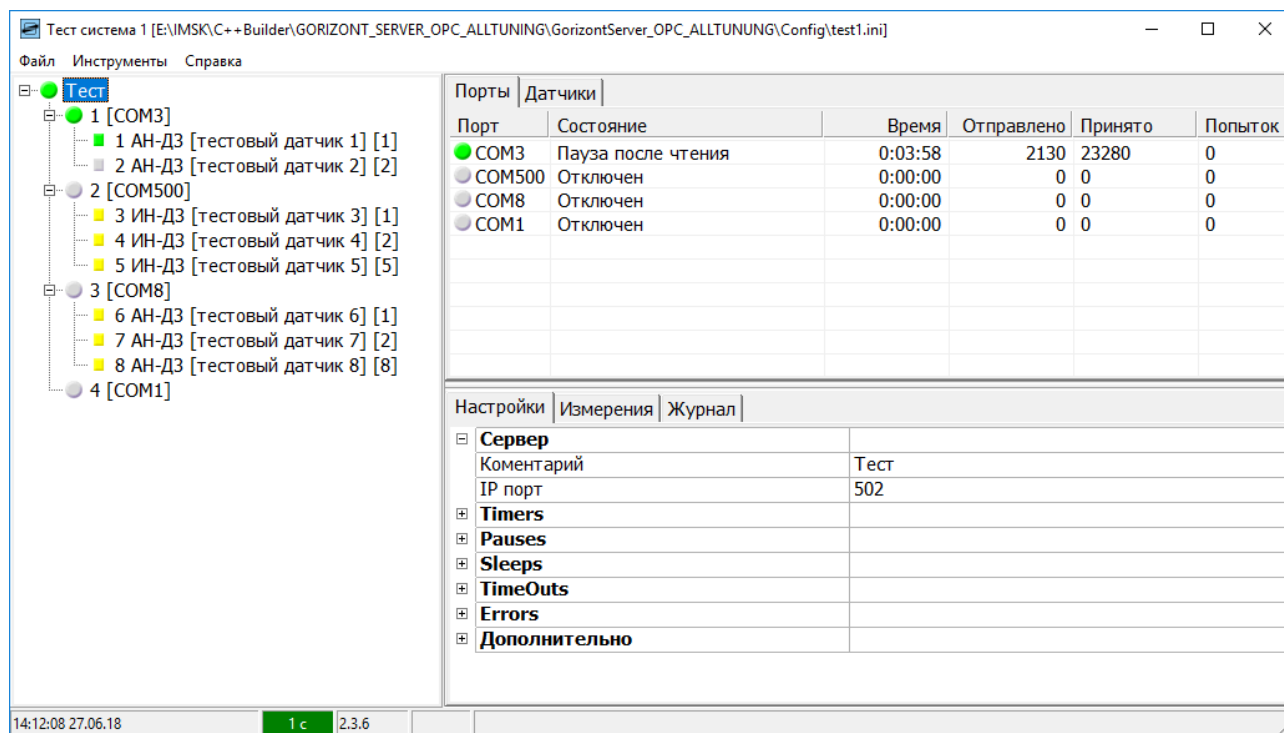 Тест система 1 [E:\IMSK\C++Builder\GORIZONT_SERVER_OPC_ALLTUNING\GorizontServer_OPC_ALLTUNUNG\Config\test1.ini]
Файл Инструменты Справка
Тест
1 [COM3]
1 АН-Д3 [тестовый датчик 1] [1]
2 АН-Д3 [тестовый датчик 2] [2]
2 [COM500]
3 ИН-Д3 [тестовый датчик 3] [1]
4 ИН-Д3 [тестовый датчик 4] [2]
5 ИН-Д3 [тестовый датчик 5] [5]
3 [COM8]
6 АН-Д3 [тестовый датчик 6] [1]
7 АН-Д3 [тестовый датчик 7] [2]
8 АН-Д3 [тестовый датчик 8] [8]
4 [COM1]
Порты Датчики
Порт Состояние Время Отправлено Принято Попыток
COM3 Пауза после чтения 0:03:58 2130 23280 0
COM500 Отключен 0:00:00 0 0 0
COM8 Отключен 0:00:00 0 0 0
COM1 Отключен 0:00:00 0 0 0
Настройки Измерения Журнал
Сервер
Коментарий Тест
IP порт 502
Timers
Pauses
Sleeps
TimeOuts
Errors
Дополнительно
14:12:08 27.06.18 1 с 2.3.6